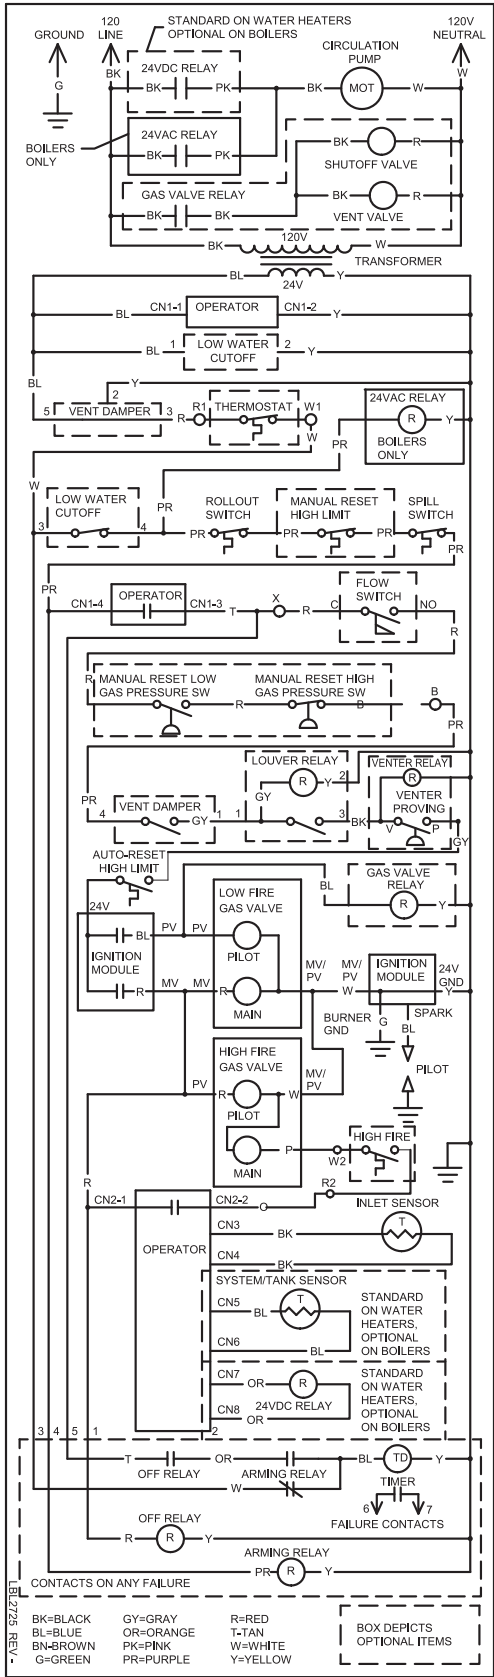 120
LINE
GROUND
STANDARD ON WATER HEATERS
OPTIONAL ON BOILERS
120V
NEUTRAL
BK
G
24VDC RELAY
BK
PK
CIRCULATION
PUMP
BK
MOT
W
W
BOILERS
ONLY
24VAC RELAY
BK
PK
BK
R
SHUTOFF VALVE
GAS VALVE RELAY
BK
BK
BK
R
VENT VALVE
BK
120V
W
TRANSFORMER
BL
24V
Y
BL
CN1-1
OPERATOR
CN1-2
Y
BL
1
LOW WATER
CUTOFF
2
Y
BL
Y
2
5
VENT DAMPER
3
R
R1
THERMOSTAT
W1
W
24VAC RELAY
R
Y
BOILERS
ONLY
PR
W
PR
LOW WATER
CUTOFF
3
4
ROLLOUT
SWITCH
MANUAL RESET
HIGH LIMIT
SPILL
SWITCH
PR
PR
PR
PR
PR
CN1-4
OPERATOR
CN1-3
T
X
R
C
FLOW
SWITCH
NO
R
R
MANUAL RESET LOW
GAS PRESSURE SW
R
MANUAL RESET HIGH
GAS PRESSURE SW
B
B
PR
PR
4
VENT DAMPER
GY
1
1
LOUVER RELAY
R
Y
2
GY
3
BK
VENTER RELAY
R
VENTER
PROVING
V
P
GY
AUTO-RESET
HIGH LIMIT
24V
BL
IGNITION
MODULE
R
PV
PV
MV
MV
LOW FIRE
GAS VALVE
PILOT
R
MAIN
BL
GAS VALVE
RELAY
R
Y
MV/
PV
MV/
PV
W
IGNITION
MODULE
24V
GND
Y
BURNER
GND
G
SPARK
BL
PILOT
HIGH FIRE
GAS VALVE
PV
R
PILOT
W
MV/
PV
MAIN
P
W2
HIGH FIRE
R2
R
CN2-1
CN2-2
O
INLET SENSOR
OPERATOR
CN3
BK
T
CN4
BK
SYSTEM/TANK SENSOR
CN5
BL
T
CN6
BL
STANDARD
ON WATER
HEATERS,
OPTIONAL
ON BOILERS
CN7
OR
R
24VDC RELAY
CN8
OR
STANDARD
ON WATER
HEATERS,
OPTIONAL
ON BOILERS
3
4
5
1
2
T
OFF RELAY
OR
ARMING RELAY
BL
TD
Y
TIMER
W
6
7
FAILURE CONTACTS
OFF RELAY
R
R
Y
ARMING RELAY
PR
R
Y
CONTACTS ON ANY FAILURE
LBL2725 REV -
BK=BLACK
GY=GRAY
R=RED
BL=BLUE
OR=ORANGE
T-TAN
BN-BROWN
PK=PINK
W=WHITE
G=GREEN
PR=PURPLE
Y=YELLOW
BOX DEPICTS
OPTIONAL ITEMS